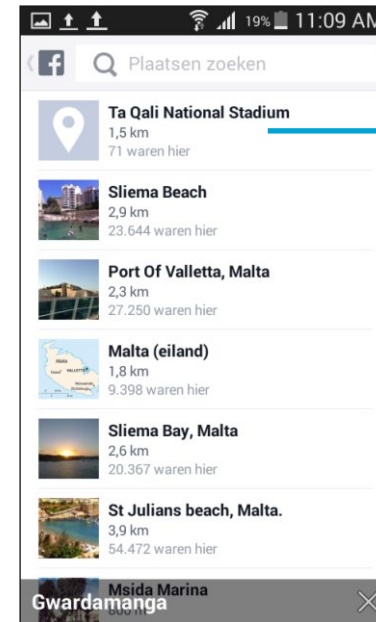 19% 11:09 AM
f Plaatsen zoeken
Ta Qali National Stadium
1,5 km
71 waren hier
Sliema Beach
2,9 km
23.644 waren hier
Port Of Valletta, Malta
2,3 km
27.250 waren hier
Malta (eiland)
1,8 km
9.398 waren hier
Sliema Bay, Malta
2,6 km
20.367 waren hier
St Julians beach, Malta.
3,9 km
54.472 waren hier
Msida Marina
800 m
Gwardamanga